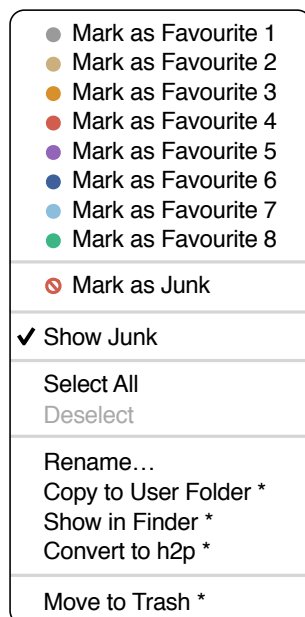 Mark as Favourite 1
Mark as Favourite 2
Mark as Favourite 3
Mark as Favourite 4
Mark as Favourite 5
Mark as Favourite 6
Mark as Favourite 7
Mark as Favourite 8
Mark as Junk
✓ Show Junk
Select All
Deselect
Rename…
Copy to User Folder *
Show in Finder *
Convert to h2p *
Move to Trash *